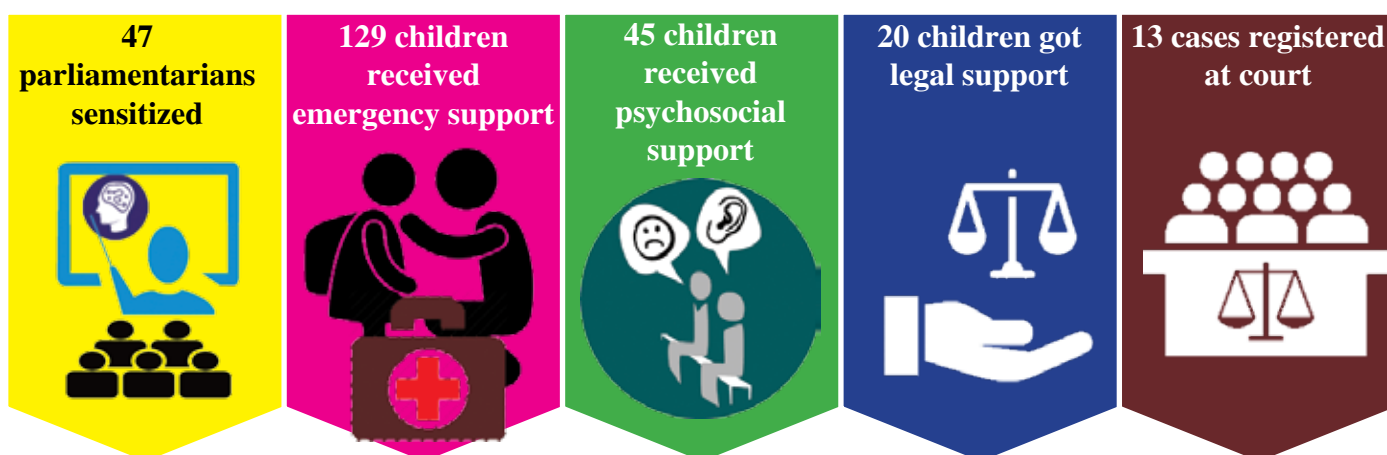 47
parliamentarians
sensitized
129 children
received
emergency support
45 children
received
psychosocial
support
20 children got
legal support
13 cases registered
at court